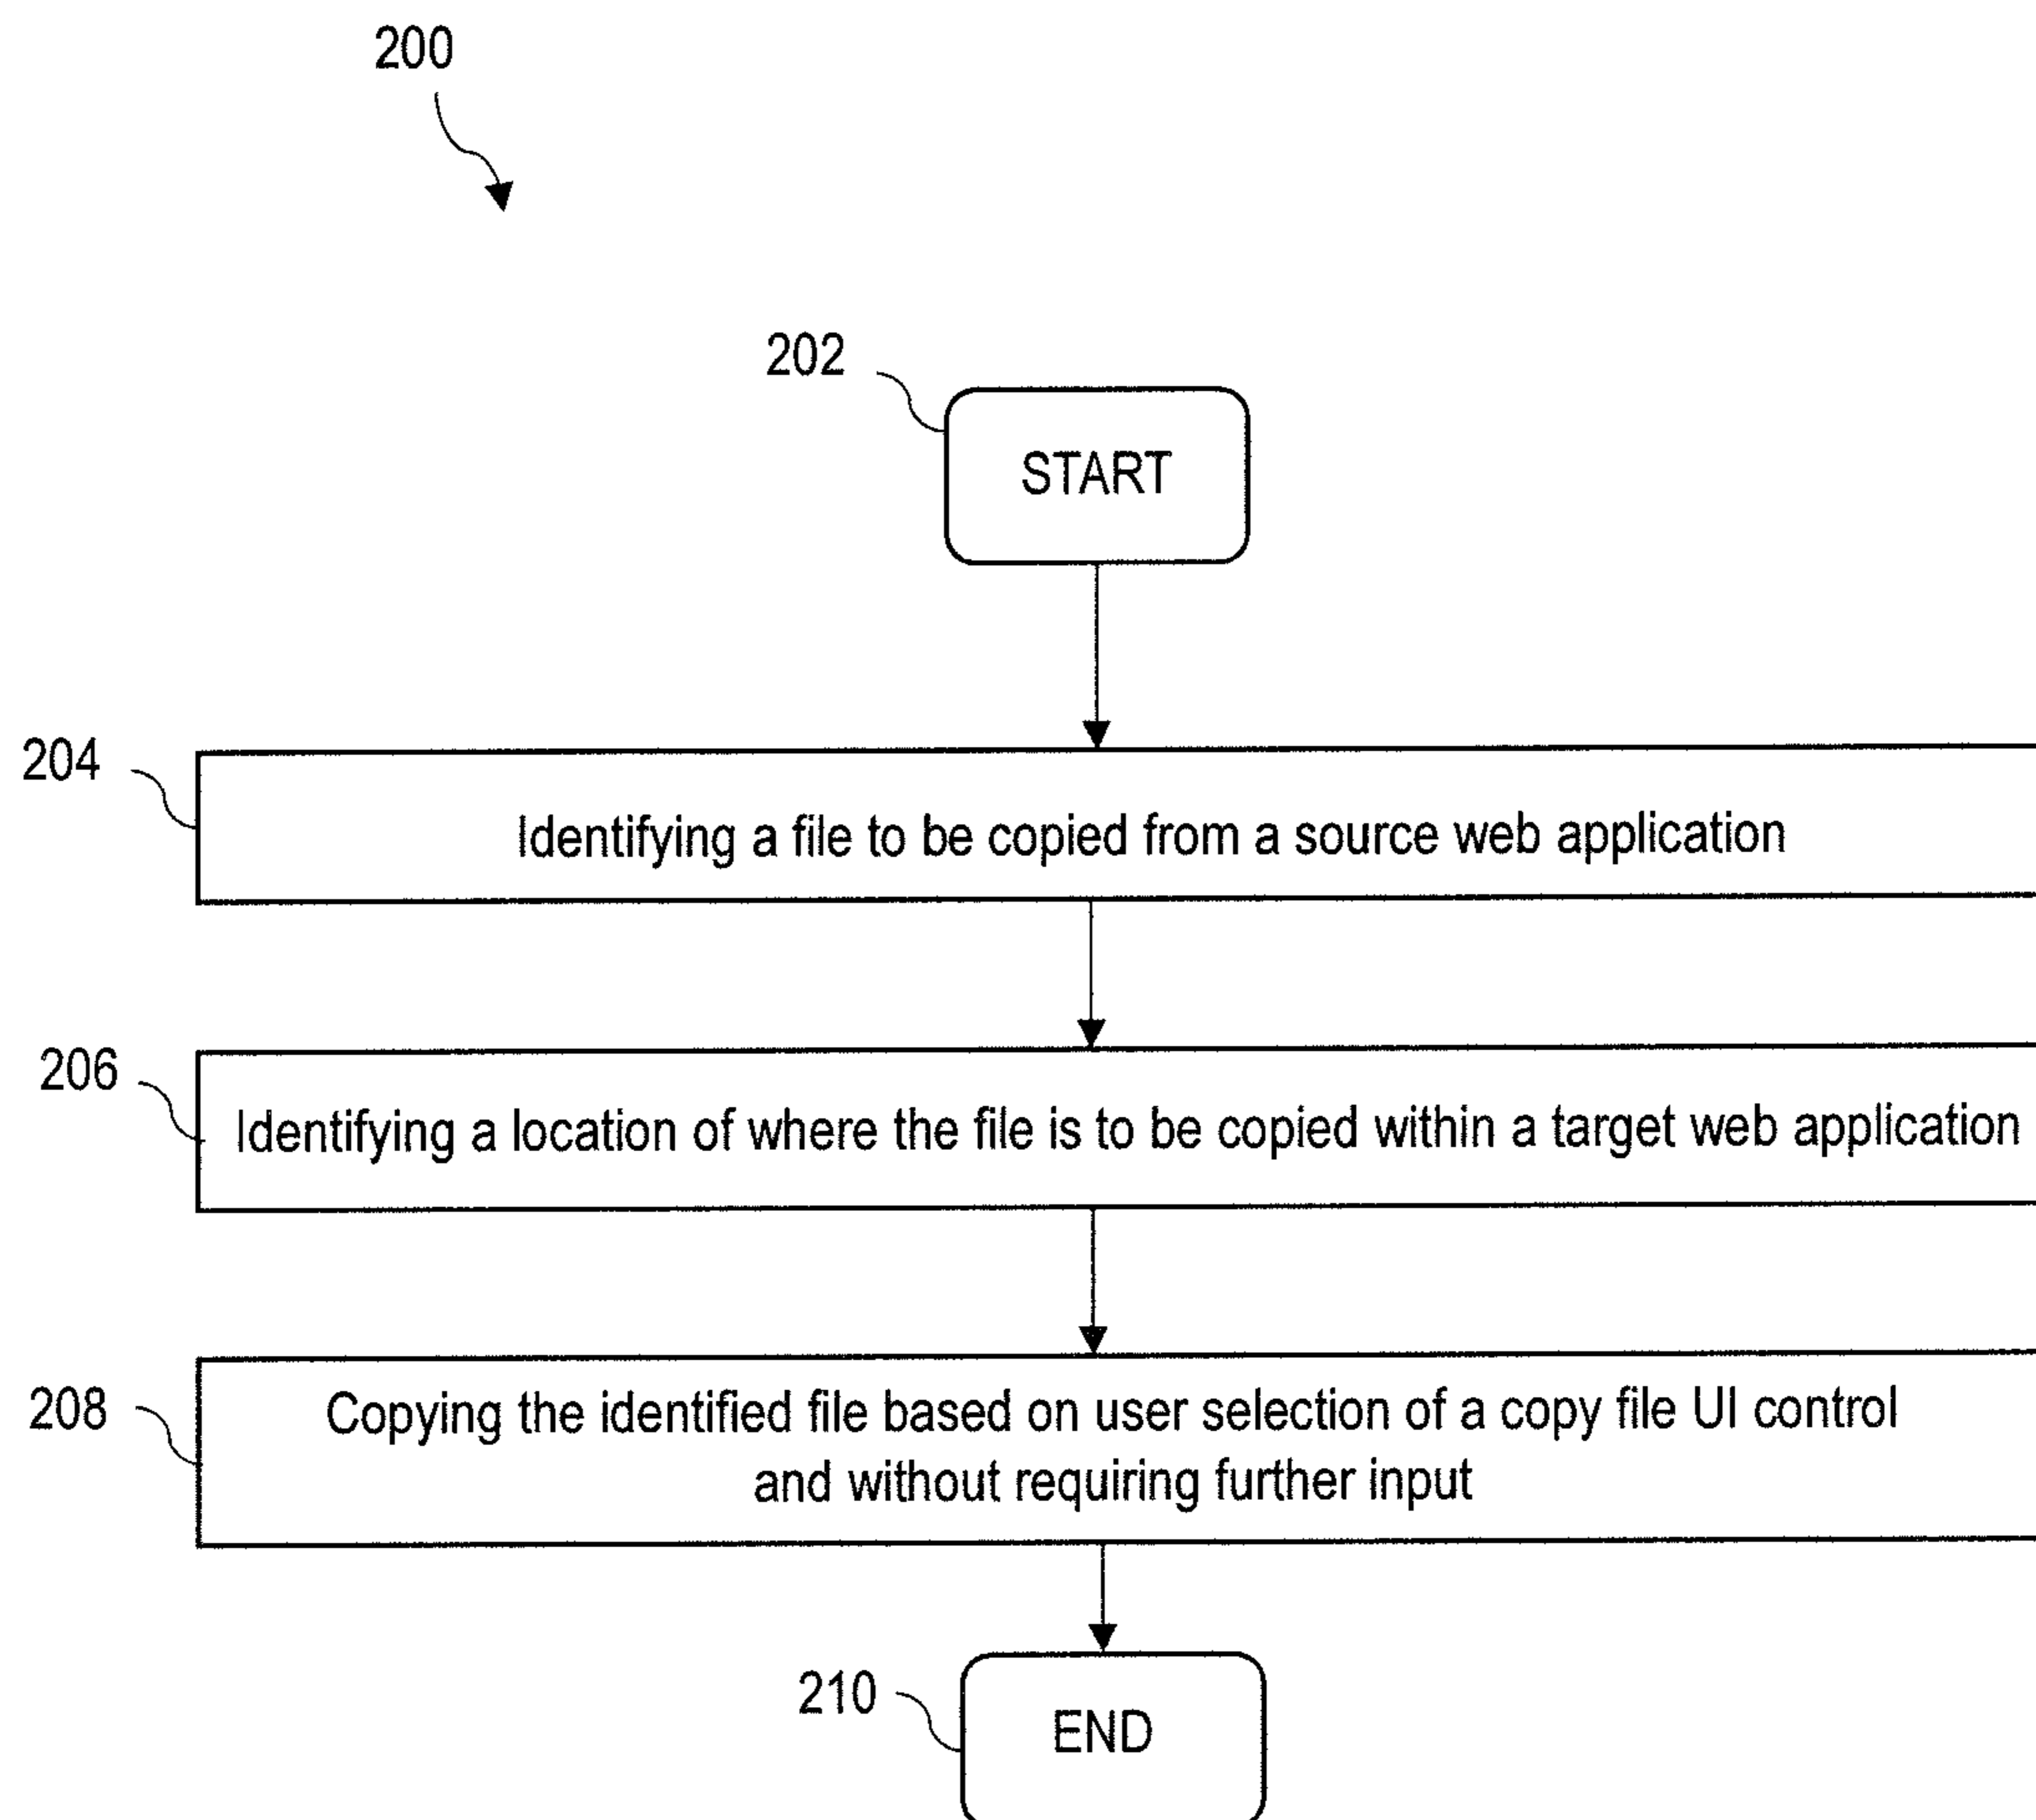 200
202
START
204
Identifying a file to be copied from a source web application
206
Identifying a location of where the file is to be copied within a target web application
208
Copying the identified file based on user selection of a copy file UI control
and without requiring further input
210
END